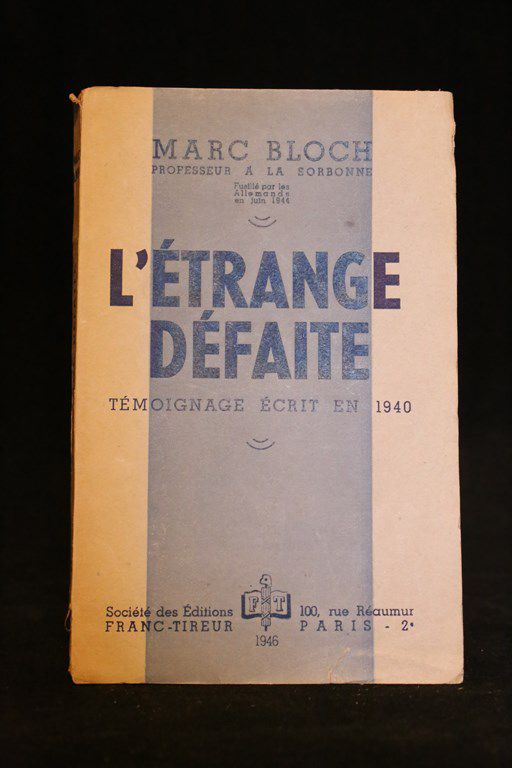 MARC BLOCH
PROFESSEUR A LA SORBONNE
Fusillé par les
Allemands
en juin 1944
L'ÉTRANGE
DÉFAITE
TÉMOIGNAGE ÉCRIT EN 1940
F T
Société des Éditions 100, rue Réaumur
FRANC-TIREUR PARIS - 2e
1946